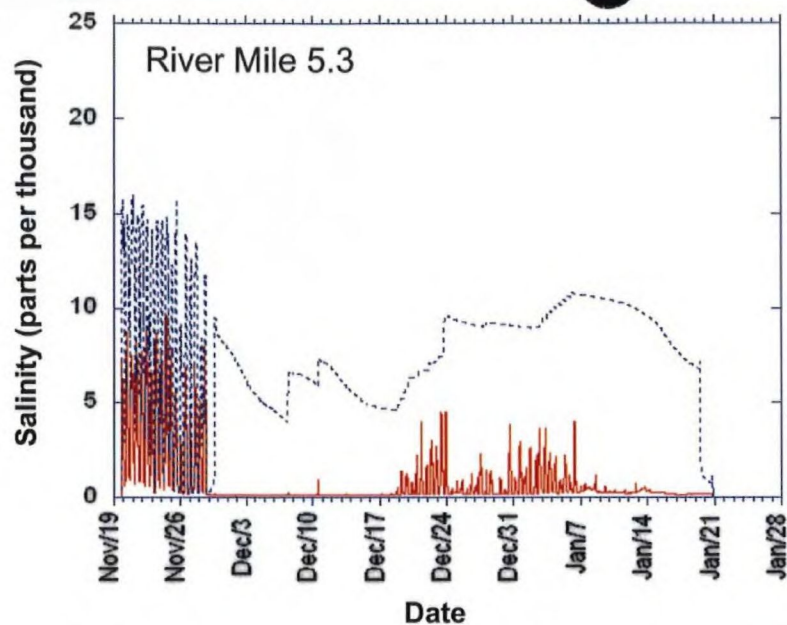 River Mile 5.3
Salinity (parts per thousand)
25
20
15
10
5
0
Nov/19
Nov/26
Dec/3
Dec/10
Dec/17
Dec/24
Dec/31
Jan/7
Jan/14
Jan/21
Jan/28
Date